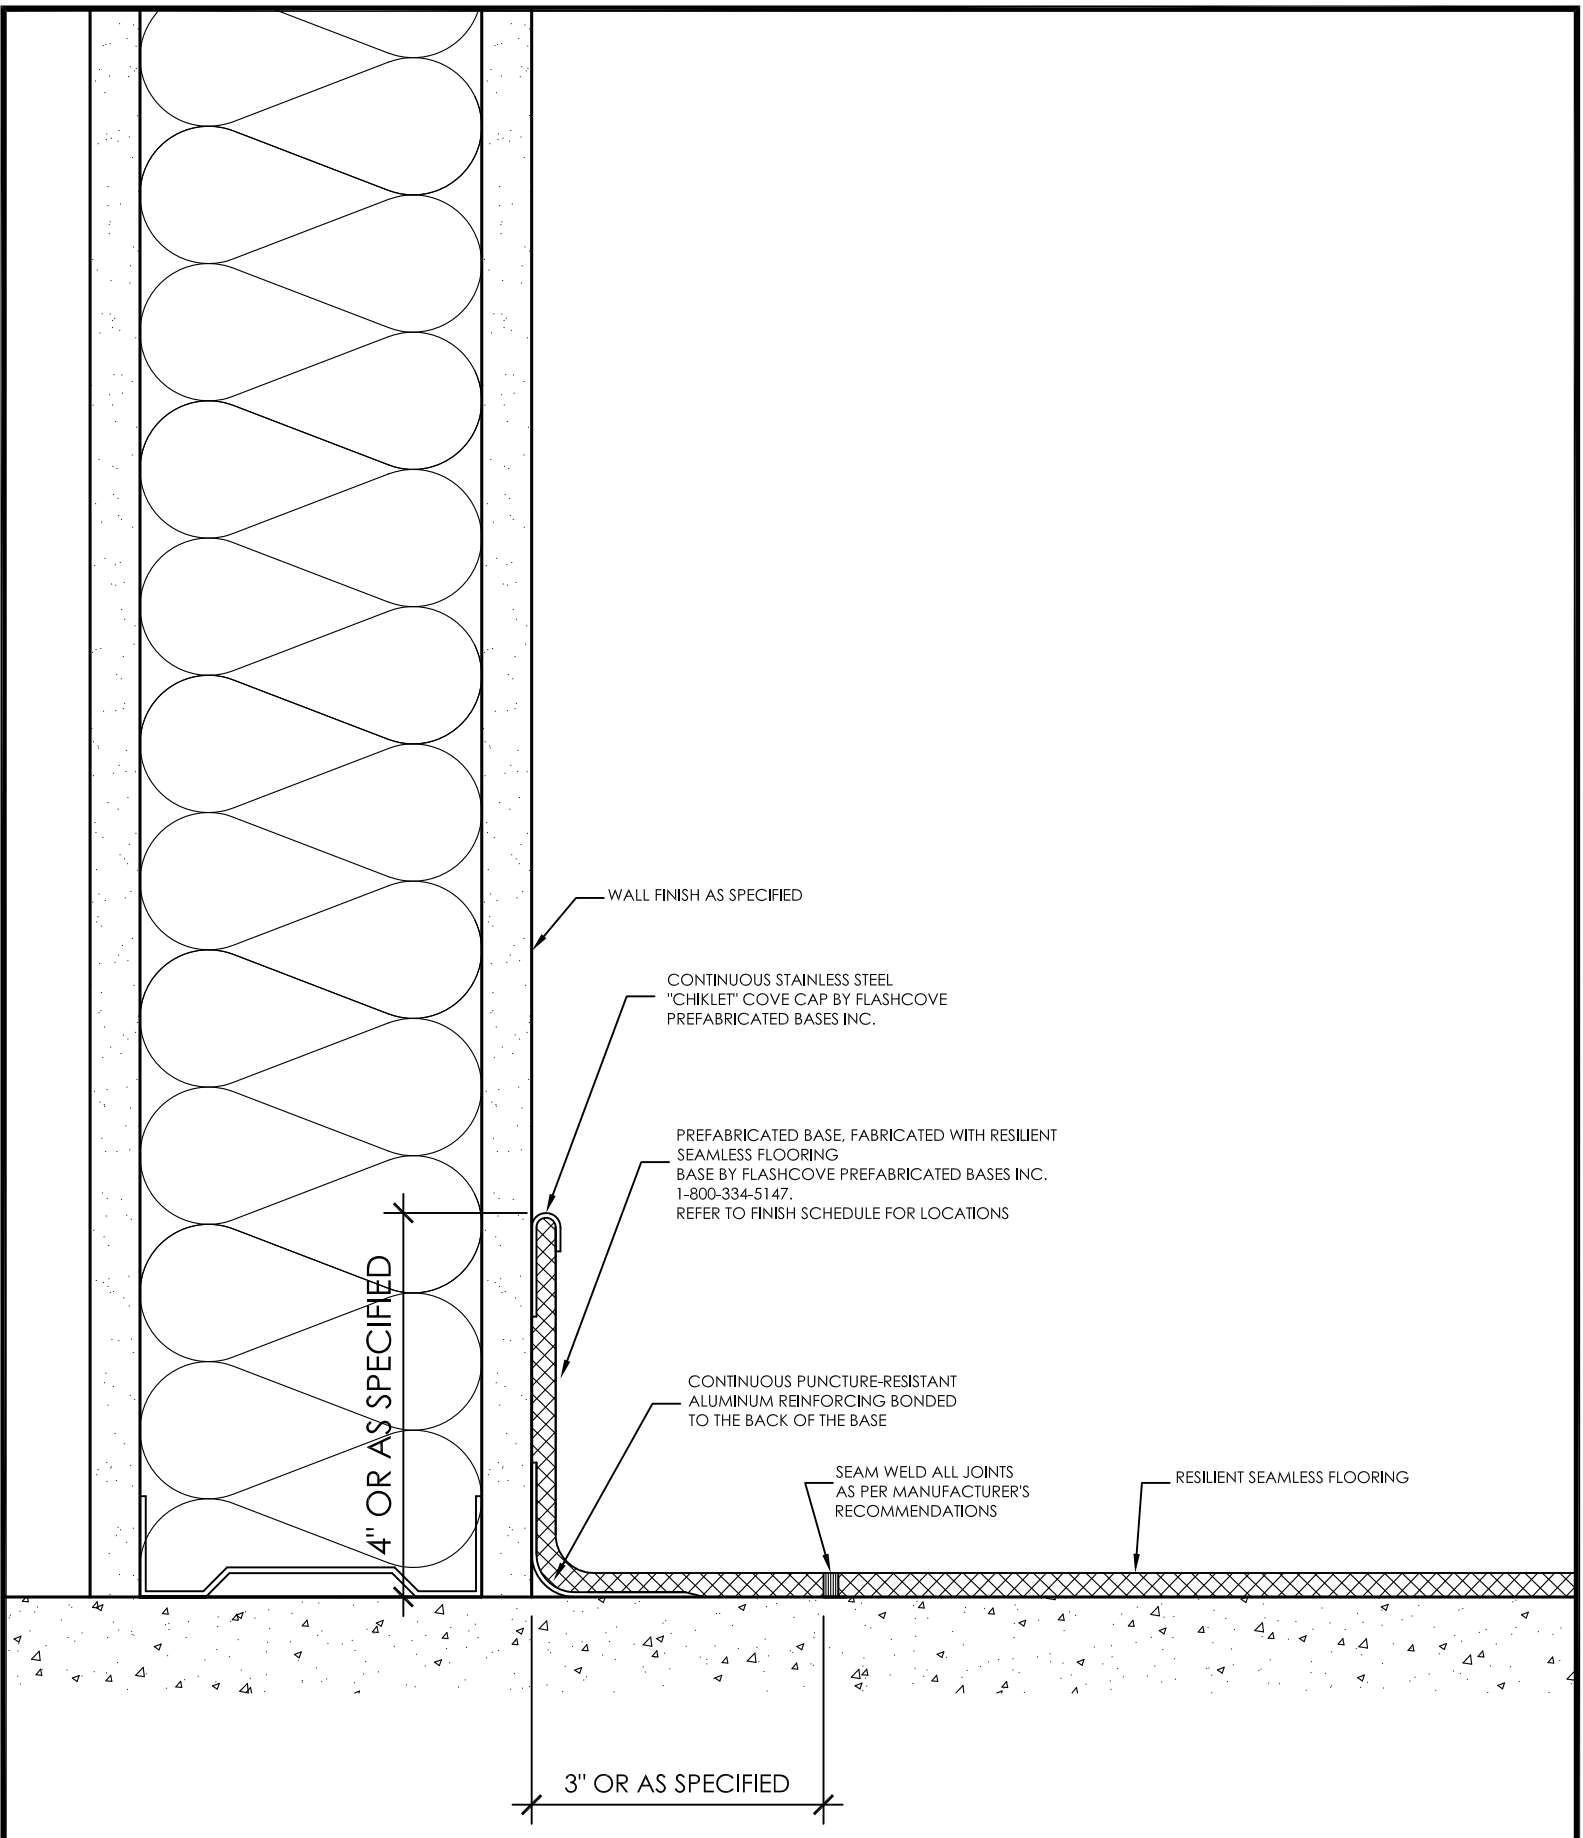 WALL FINISH AS SPECIFIED
CONTINUOUS STAINLESS STEEL
"CHIKLET" COVE CAP BY FLASHCOVE
PREFABRICATED BASES INC.
PREFABRICATED BASE, FABRICATED WITH RESILIENT
SEAMLESS FLOORING
BASE BY FLASHCOVE PREFABRICATED BASES INC.
1-800-334-5147.
REFER TO FINISH SCHEDULE FOR LOCATIONS
4" OR AS SPECIFIED
CONTINUOUS PUNCTURE-RESISTANT
ALUMINUM REINFORCING BONDED
TO THE BACK OF THE BASE
SEAM WELD ALL JOINTS
AS PER MANUFACTURER'S
RECOMMENDATIONS
RESILIENT SEAMLESS FLOORING
3" OR AS SPECIFIED